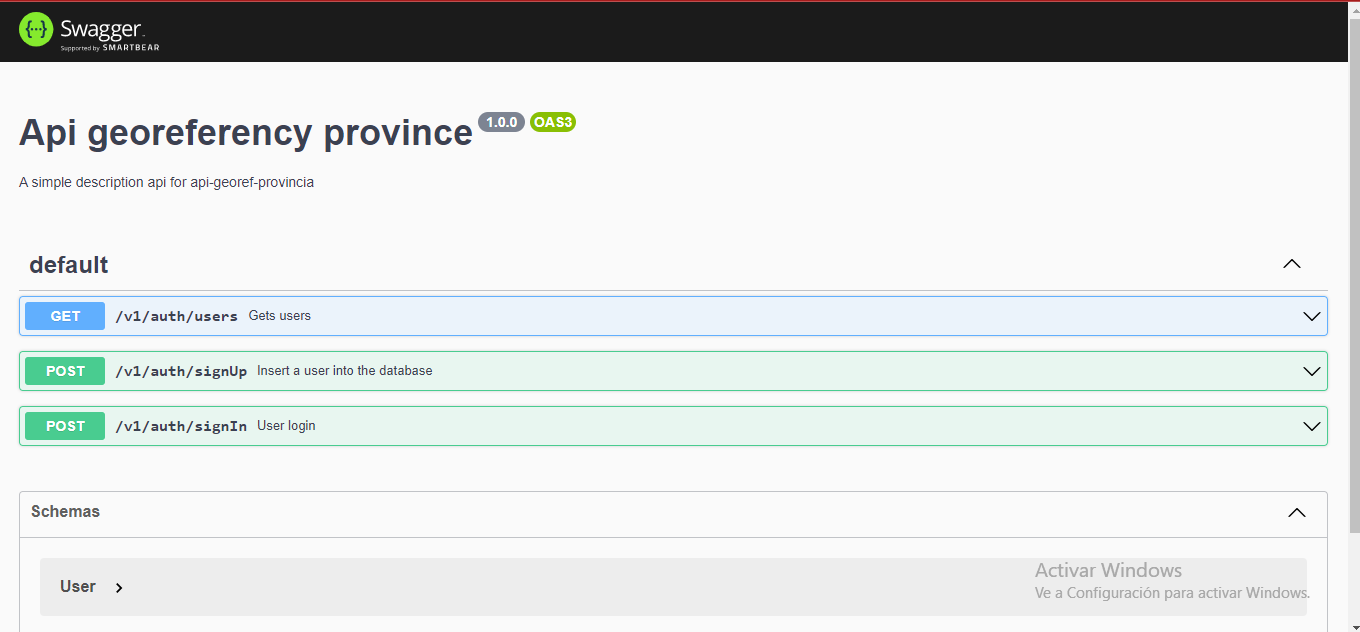 Swagger
Supported by SMARTBEAR
Api georeferency province 1.0.0 OAS3
A simple description api for api-georef-provincia
default
GET /v1/auth/users Gets users
POST /v1/auth/signUp Insert a user into the database
POST /v1/auth/signIn User login
Schemas
User
Activar Windows
Ve a Configuración para activar Windows.